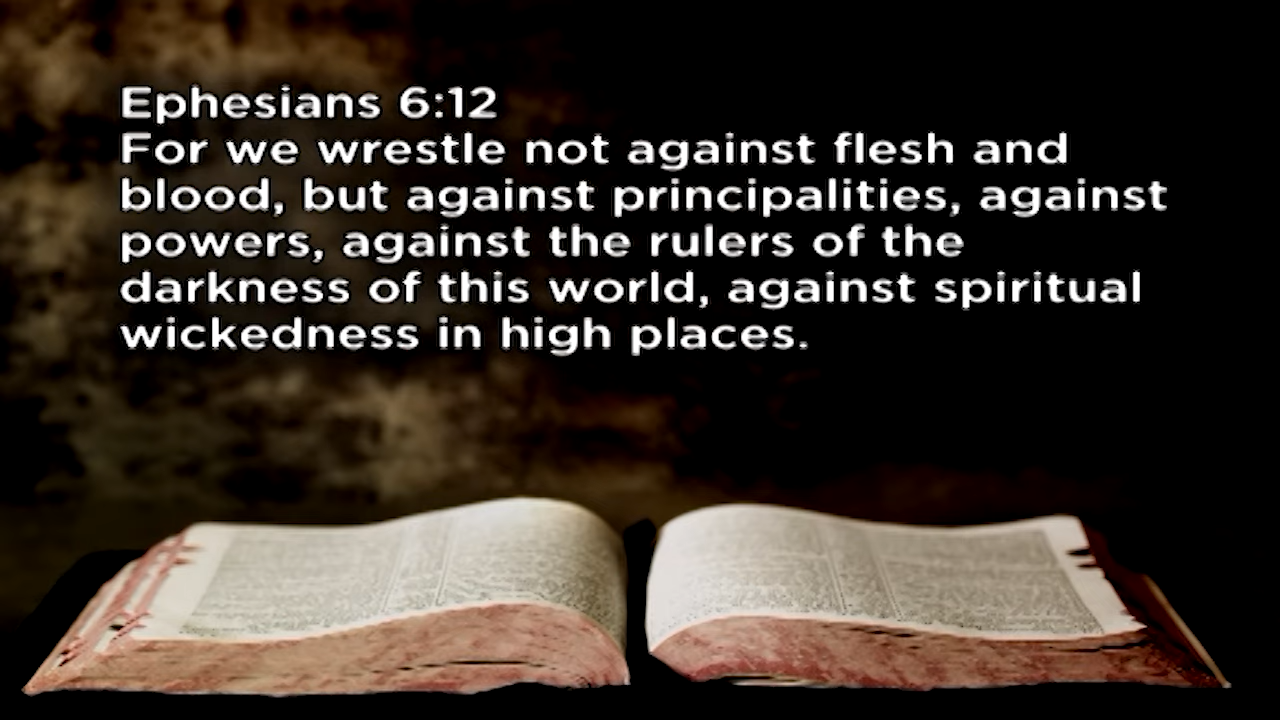 Ephesians 6:12
For we wrestle not against flesh and
blood, but against principalities, against
powers, against the rulers of the
darkness of this world, against spiritual
wickedness in high places.